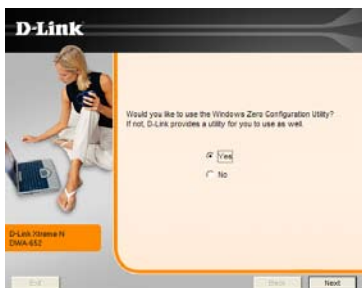 D-Link
Would you like to use the Windows Zero Configuration Utility?
If not, D-Link provides a utility for you to use as well.
Yes
No
D-Link Xtreme N
DWA-652
Exit
Back
Next